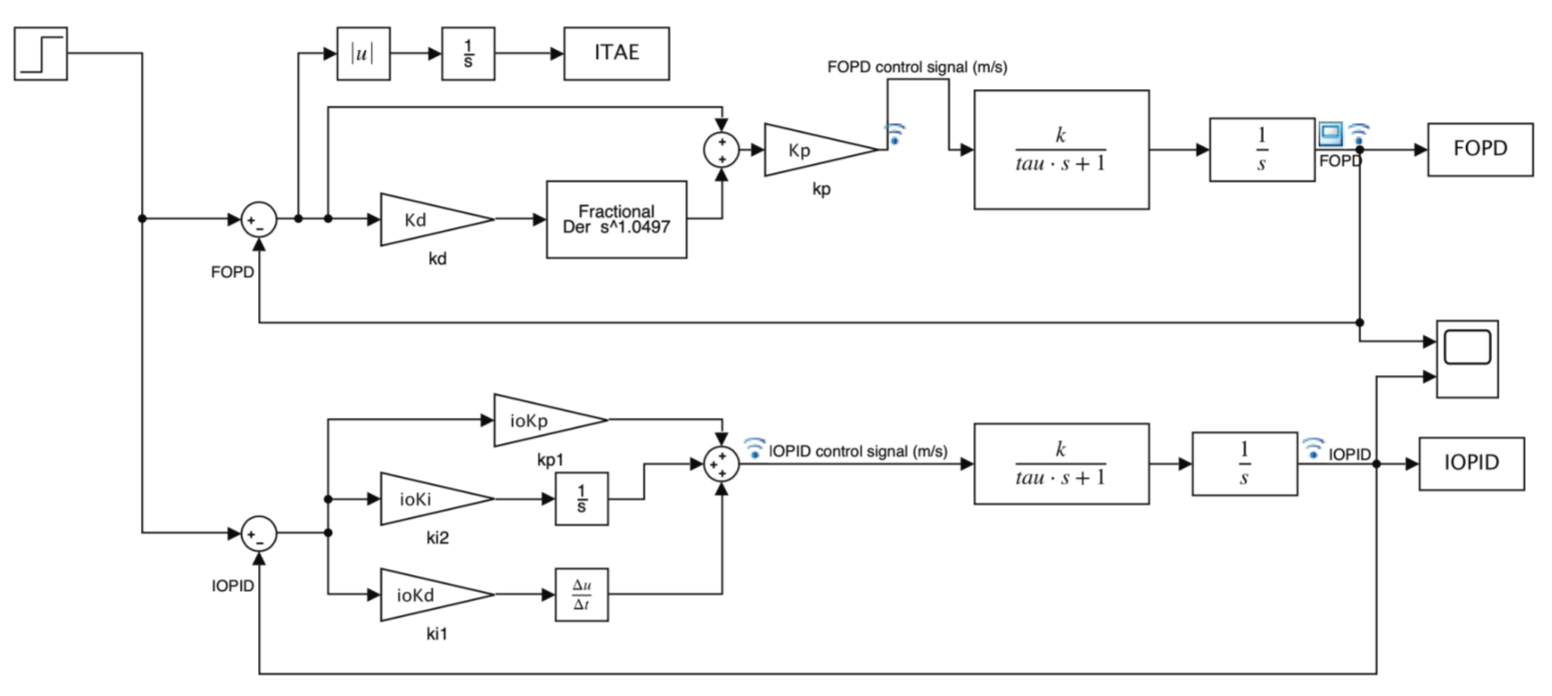 |u|
1
s
ITAE
FOPD control signal (m/s)
+
+
Kp
kp
k
tau · s + 1
1
s
FOPD
FOPD
+
−
Kd
kd
Fractional
Der s^1.0497
FOPD
ioKp
kp1
+
+
+
IOPID control signal (m/s)
k
tau · s + 1
1
s
IOPID
IOPID
ioKi
ki2
1
s
+
−
IOPID
ioKd
ki1
Δu
Δt